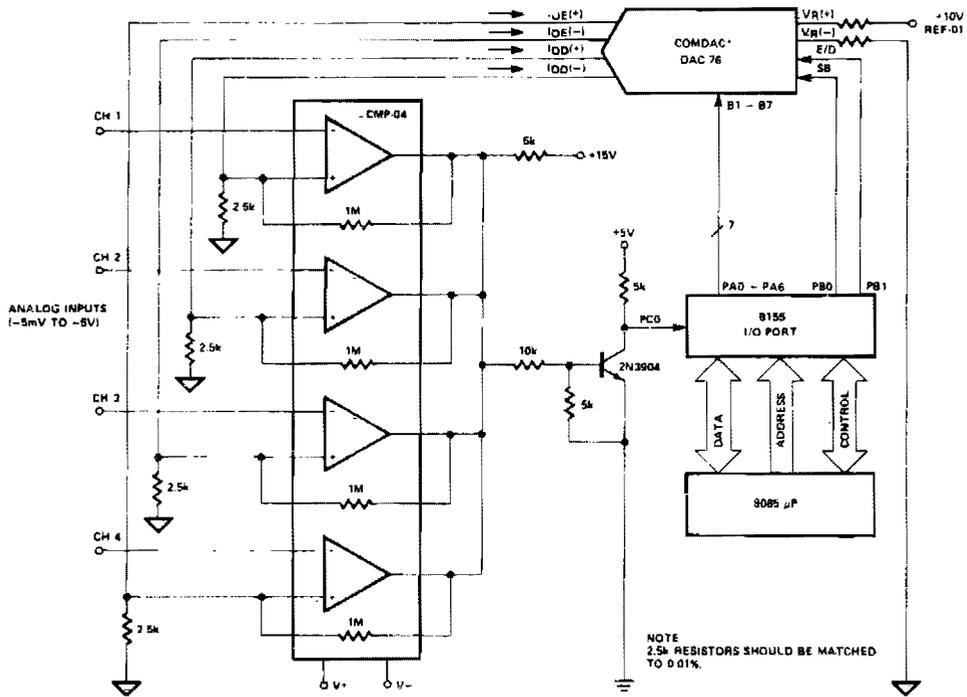 IOE(+)
IOE(−)
IOD(+)
IOD(−)
COMDAC®
DAC 76
VR(+)
VR(−)
E/D
SB
+10V
REF-01
B1 – B7
CH 1
CMP-04
5k
+15V
2.5k
1M
7
CH 2
+5V
5k
PA0 – PA6
PB0
PB1
ANALOG INPUTS
(−5mV TO −5V)
PC0
8155
I/O PORT
2.5k
1M
10k
2N3904
5k
CH 3
DATA
ADDRESS
CONTROL
2.5k
1M
8085 µP
CH 4
2.5k
1M
NOTE
2.5k RESISTORS SHOULD BE MATCHED
TO 0.01%.
V+
V−